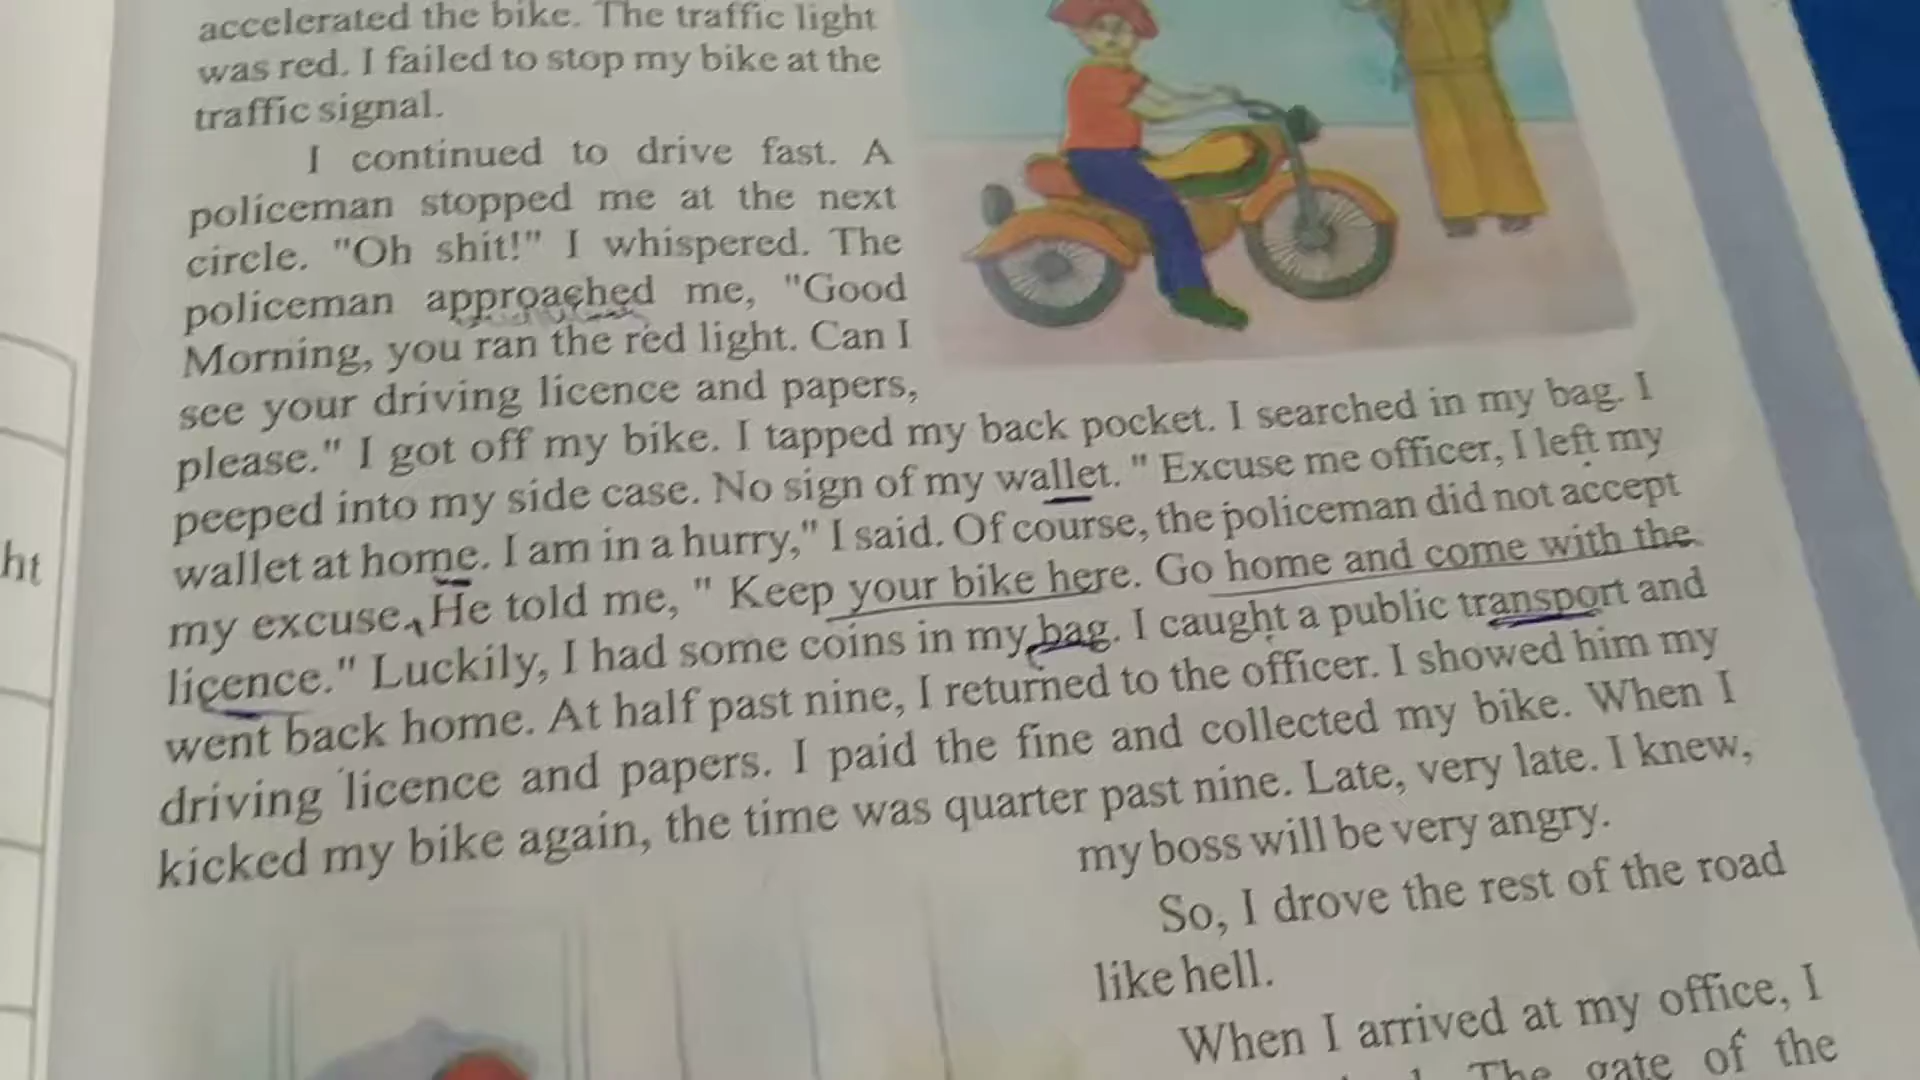 accelerated the bike. The traffic light
was red. I failed to stop my bike at the
traffic signal.
I continued to drive fast. A
policeman stopped me at the next
circle. "Oh shit!" I whispered. The
policeman approached me, "Good
Morning, you ran the red light. Can I
see your driving licence and papers,
please." I got off my bike. I tapped my back pocket. I searched in my bag. I
peeped into my side case. No sign of my wallet. " Excuse me officer, I left my
wallet at home. I am in a hurry," I said. Of course, the policeman did not accept
my excuse. He told me, " Keep your bike here. Go home and come with the
licence." Luckily, I had some coins in my bag. I caught a public transport and
went back home. At half past nine, I returned to the officer. I showed him my
driving licence and papers. I paid the fine and collected my bike. When I
kicked my bike again, the time was quarter past nine. Late, very late. I knew,
my boss will be very angry.
So, I drove the rest of the road
like hell.
When I arrived at my office, I
The gate of the
ht